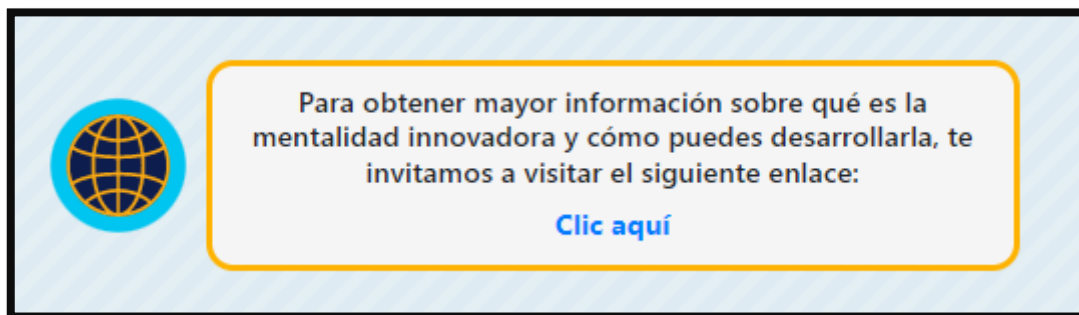 Para obtener mayor información sobre qué es la
mentalidad innovadora y cómo puedes desarrollarla, te
invitamos a visitar el siguiente enlace:
Clic aquí